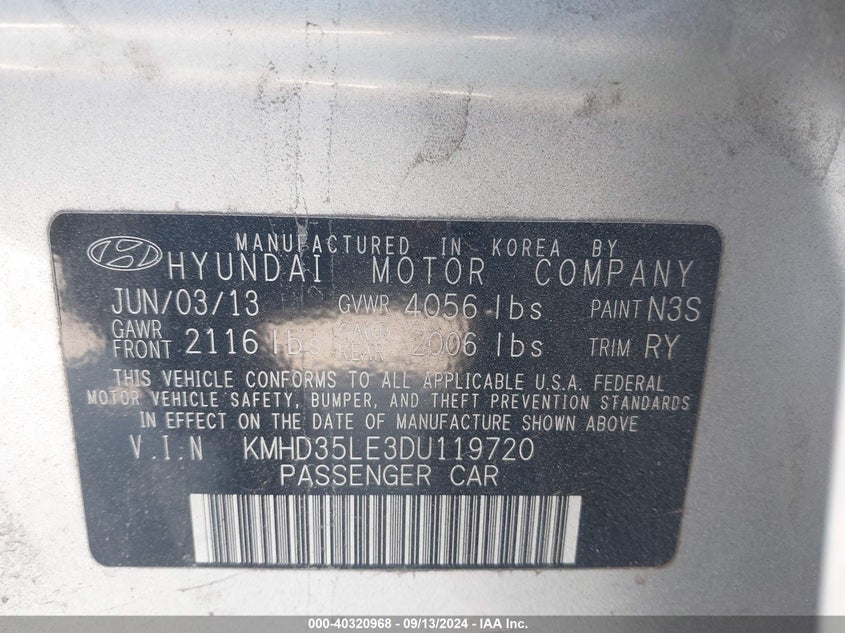 MANUFACTURED IN KOREA BY
HYUNDAI MOTOR COMPANY
JUN/03/13 GVWR 4056 lbs PAINT N3S
GAWR FRONT 2116 lbs GAWR REAR 2006 lbs TRIM RY
THIS VEHICLE CONFORMS TO ALL APPLICABLE U.S.A. FEDERAL
MOTOR VEHICLE SAFETY, BUMPER, AND THEFT PREVENTION STANDARDS
IN EFFECT ON THE DATE OF MANUFACTURE SHOWN ABOVE
V.I.N KMHD35LE3DU119720
PASSENGER CAR
000-40320968 - 09/13/2024 - IAA Inc.